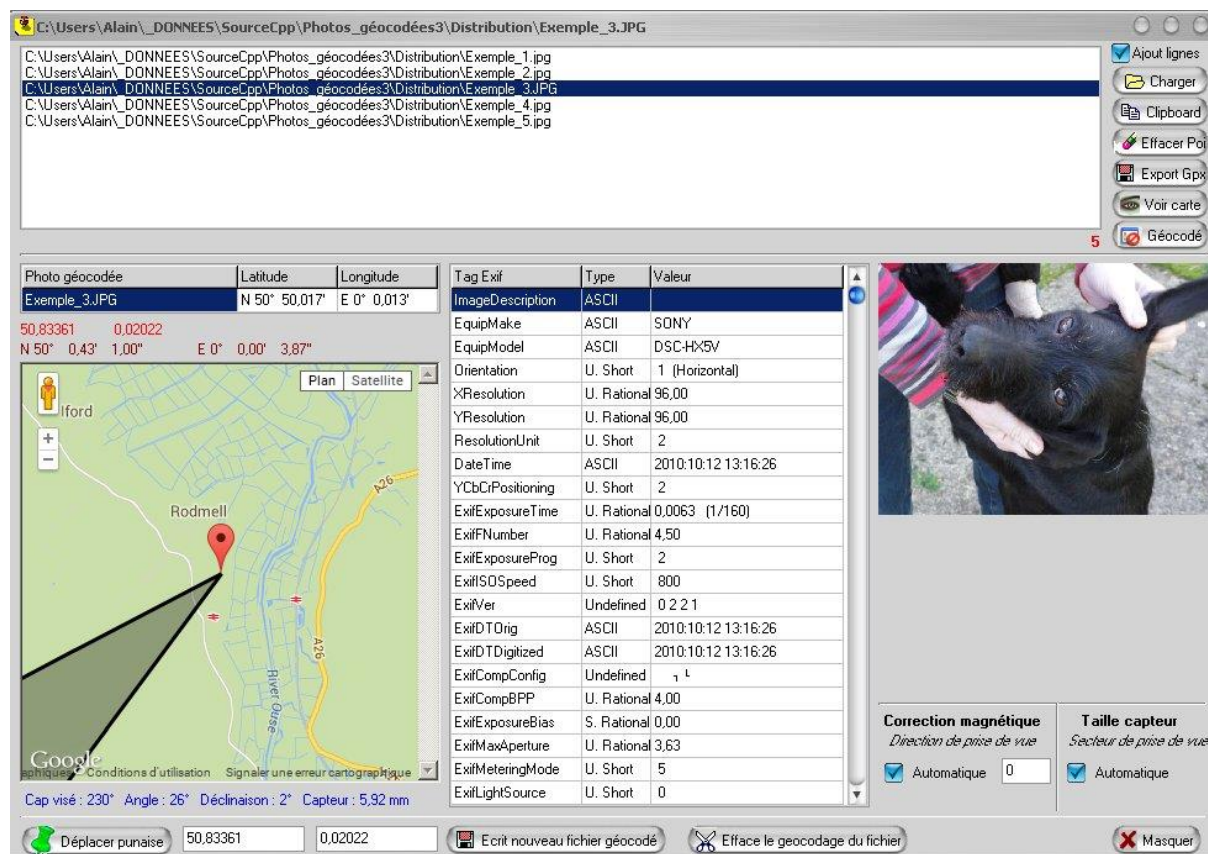 C:\Users\Alain\_DONNEES\SourceCpp\Photos_géocodées3\Distribution\Exemple_3.JPG
C:\Users\Alain\_DONNEES\SourceCpp\Photos_géocodées3\Distribution\Exemple_1.jpg
C:\Users\Alain\_DONNEES\SourceCpp\Photos_géocodées3\Distribution\Exemple_2.jpg
C:\Users\Alain\_DONNEES\SourceCpp\Photos_géocodées3\Distribution\Exemple_3.JPG
C:\Users\Alain\_DONNEES\SourceCpp\Photos_géocodées3\Distribution\Exemple_4.jpg
C:\Users\Alain\_DONNEES\SourceCpp\Photos_géocodées3\Distribution\Exemple_5.jpg
Ajout lignes
Charger
Clipboard
Effacer Poi
Export Gpx
Voir carte
5 Géocodé
Photo géocodée Latitude Longitude
Exemple_3.JPG N 50° 50,017' E 0° 0,013'
50,83361 0,02022
N 50° 0,43' 1,00" E 0° 0,00' 3,87"
Plan Satellite
Iford
+
−
A26
Rodmell
A26
River Ouse
Google
Conditions d'utilisation Signaler une erreur cartographique
Cap visé : 230° Angle : 26° Déclinaison : 2° Capteur : 5,92 mm
Tag Exif Type Valeur
ImageDescription ASCII
EquipMake ASCII SONY
EquipModel ASCII DSC-HX5V
Orientation U. Short 1 (Horizontal)
XResolution U. Rational 96,00
YResolution U. Rational 96,00
ResolutionUnit U. Short 2
DateTime ASCII 2010:10:12 13:16:26
YCbCrPositioning U. Short 2
ExifExposureTime U. Rational 0,0063 (1/160)
ExifFNumber U. Rational 4,50
ExifExposureProg U. Short 2
ExifISOSpeed U. Short 800
ExifVer Undefined 0 2 2 1
ExifDTOrig ASCII 2010:10:12 13:16:26
ExifDTDigitized ASCII 2010:10:12 13:16:26
ExifCompConfig Undefined
ExifCompBPP U. Rational 4,00
ExifExposureBias S. Rational 0,00
ExifMaxAperture U. Rational 3,63
ExifMeteringMode U. Short 5
ExifLightSource U. Short 0
Correction magnétique
Direction de prise de vue
Automatique 0
Taille capteur
Secteur de prise de vue
Automatique
Déplacer punaise 50,83361 0,02022 Ecrit nouveau fichier géocodé Efface le geocodage du fichier Masquer